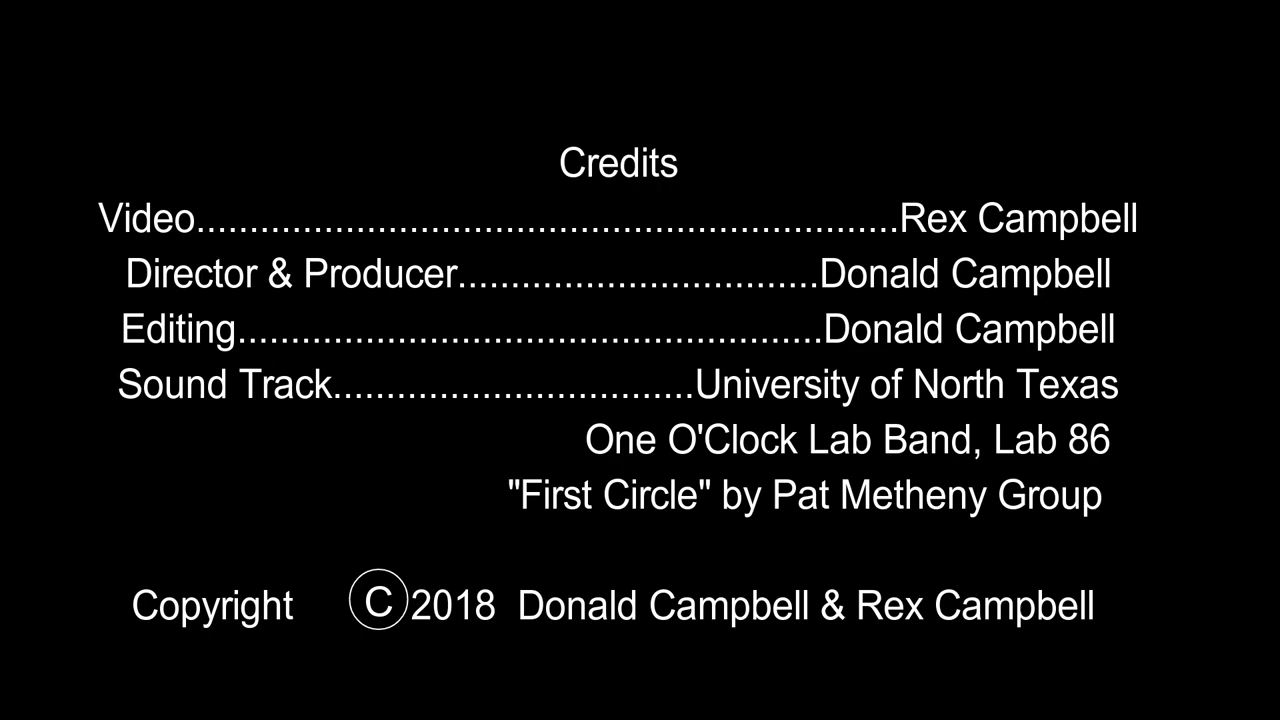 Credits
Video......................................................Rex Campbell
Director & Producer..................................Donald Campbell
Editing.......................................................Donald Campbell
Sound Track..................................University of North Texas
One O'Clock Lab Band, Lab 86
"First Circle" by Pat Metheny Group
Copyright Ⓒ 2018 Donald Campbell & Rex Campbell